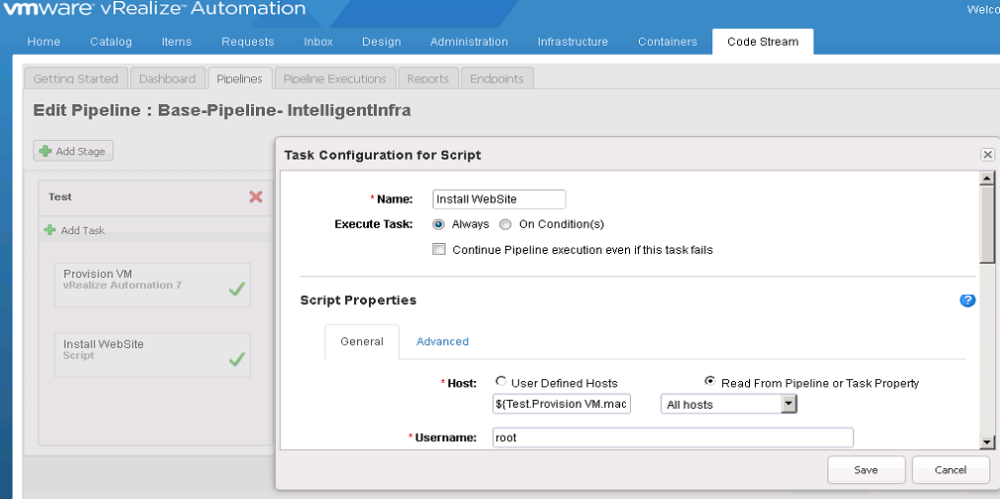 vmware vRealize™ Automation
Welco
Home Catalog Items Requests Inbox Design Administration Infrastructure Containers Code Stream
Getting Started Dashboard Pipelines Pipeline Executions Reports Endpoints
Edit Pipeline : Base-Pipeline- IntelligentInfra
Add Stage
Test
Add Task
Provision VM
vRealize Automation 7
Install WebSite
Script
Task Configuration for Script
* Name: Install WebSite
Execute Task: Always On Condition(s)
Continue Pipeline execution even if this task fails
Script Properties
General Advanced
* Host: User Defined Hosts Read From Pipeline or Task Property
${Test.Provision VM.mac All hosts
* Username: root
Save Cancel